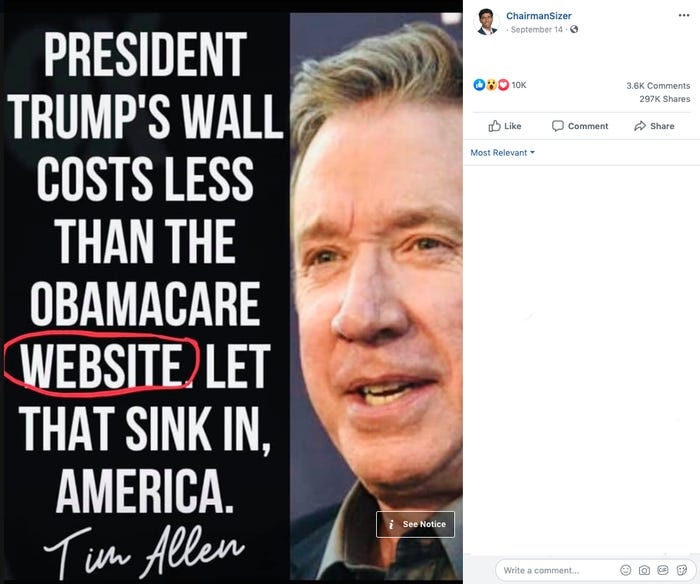 PRESIDENT
TRUMP'S WALL
COSTS LESS
THAN THE
OBAMACARE
WEBSITE. LET
THAT SINK IN,
AMERICA.
Tim Allen
See Notice
ChairmanSizer
September 14
10K
3.6K Comments
297K Shares
Like
Comment
Share
Most Relevant
Write a comment...
GIF